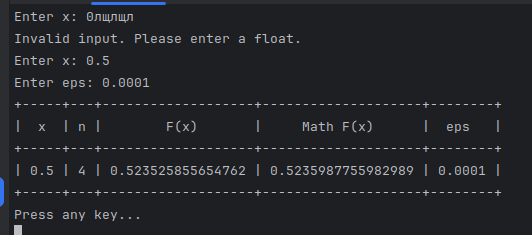 Enter x: 0лщлщл
Invalid input. Please enter a float.
Enter x: 0.5
Enter eps: 0.0001
+-----+---+-------------------+--------------------+--------+
|  x  | n |        F(x)       |     Math F(x)      |  eps   |
+-----+---+-------------------+--------------------+--------+
| 0.5 | 4 | 0.523525855654762 | 0.5235987755982989 | 0.0001 |
+-----+---+-------------------+--------------------+--------+
Press any key...